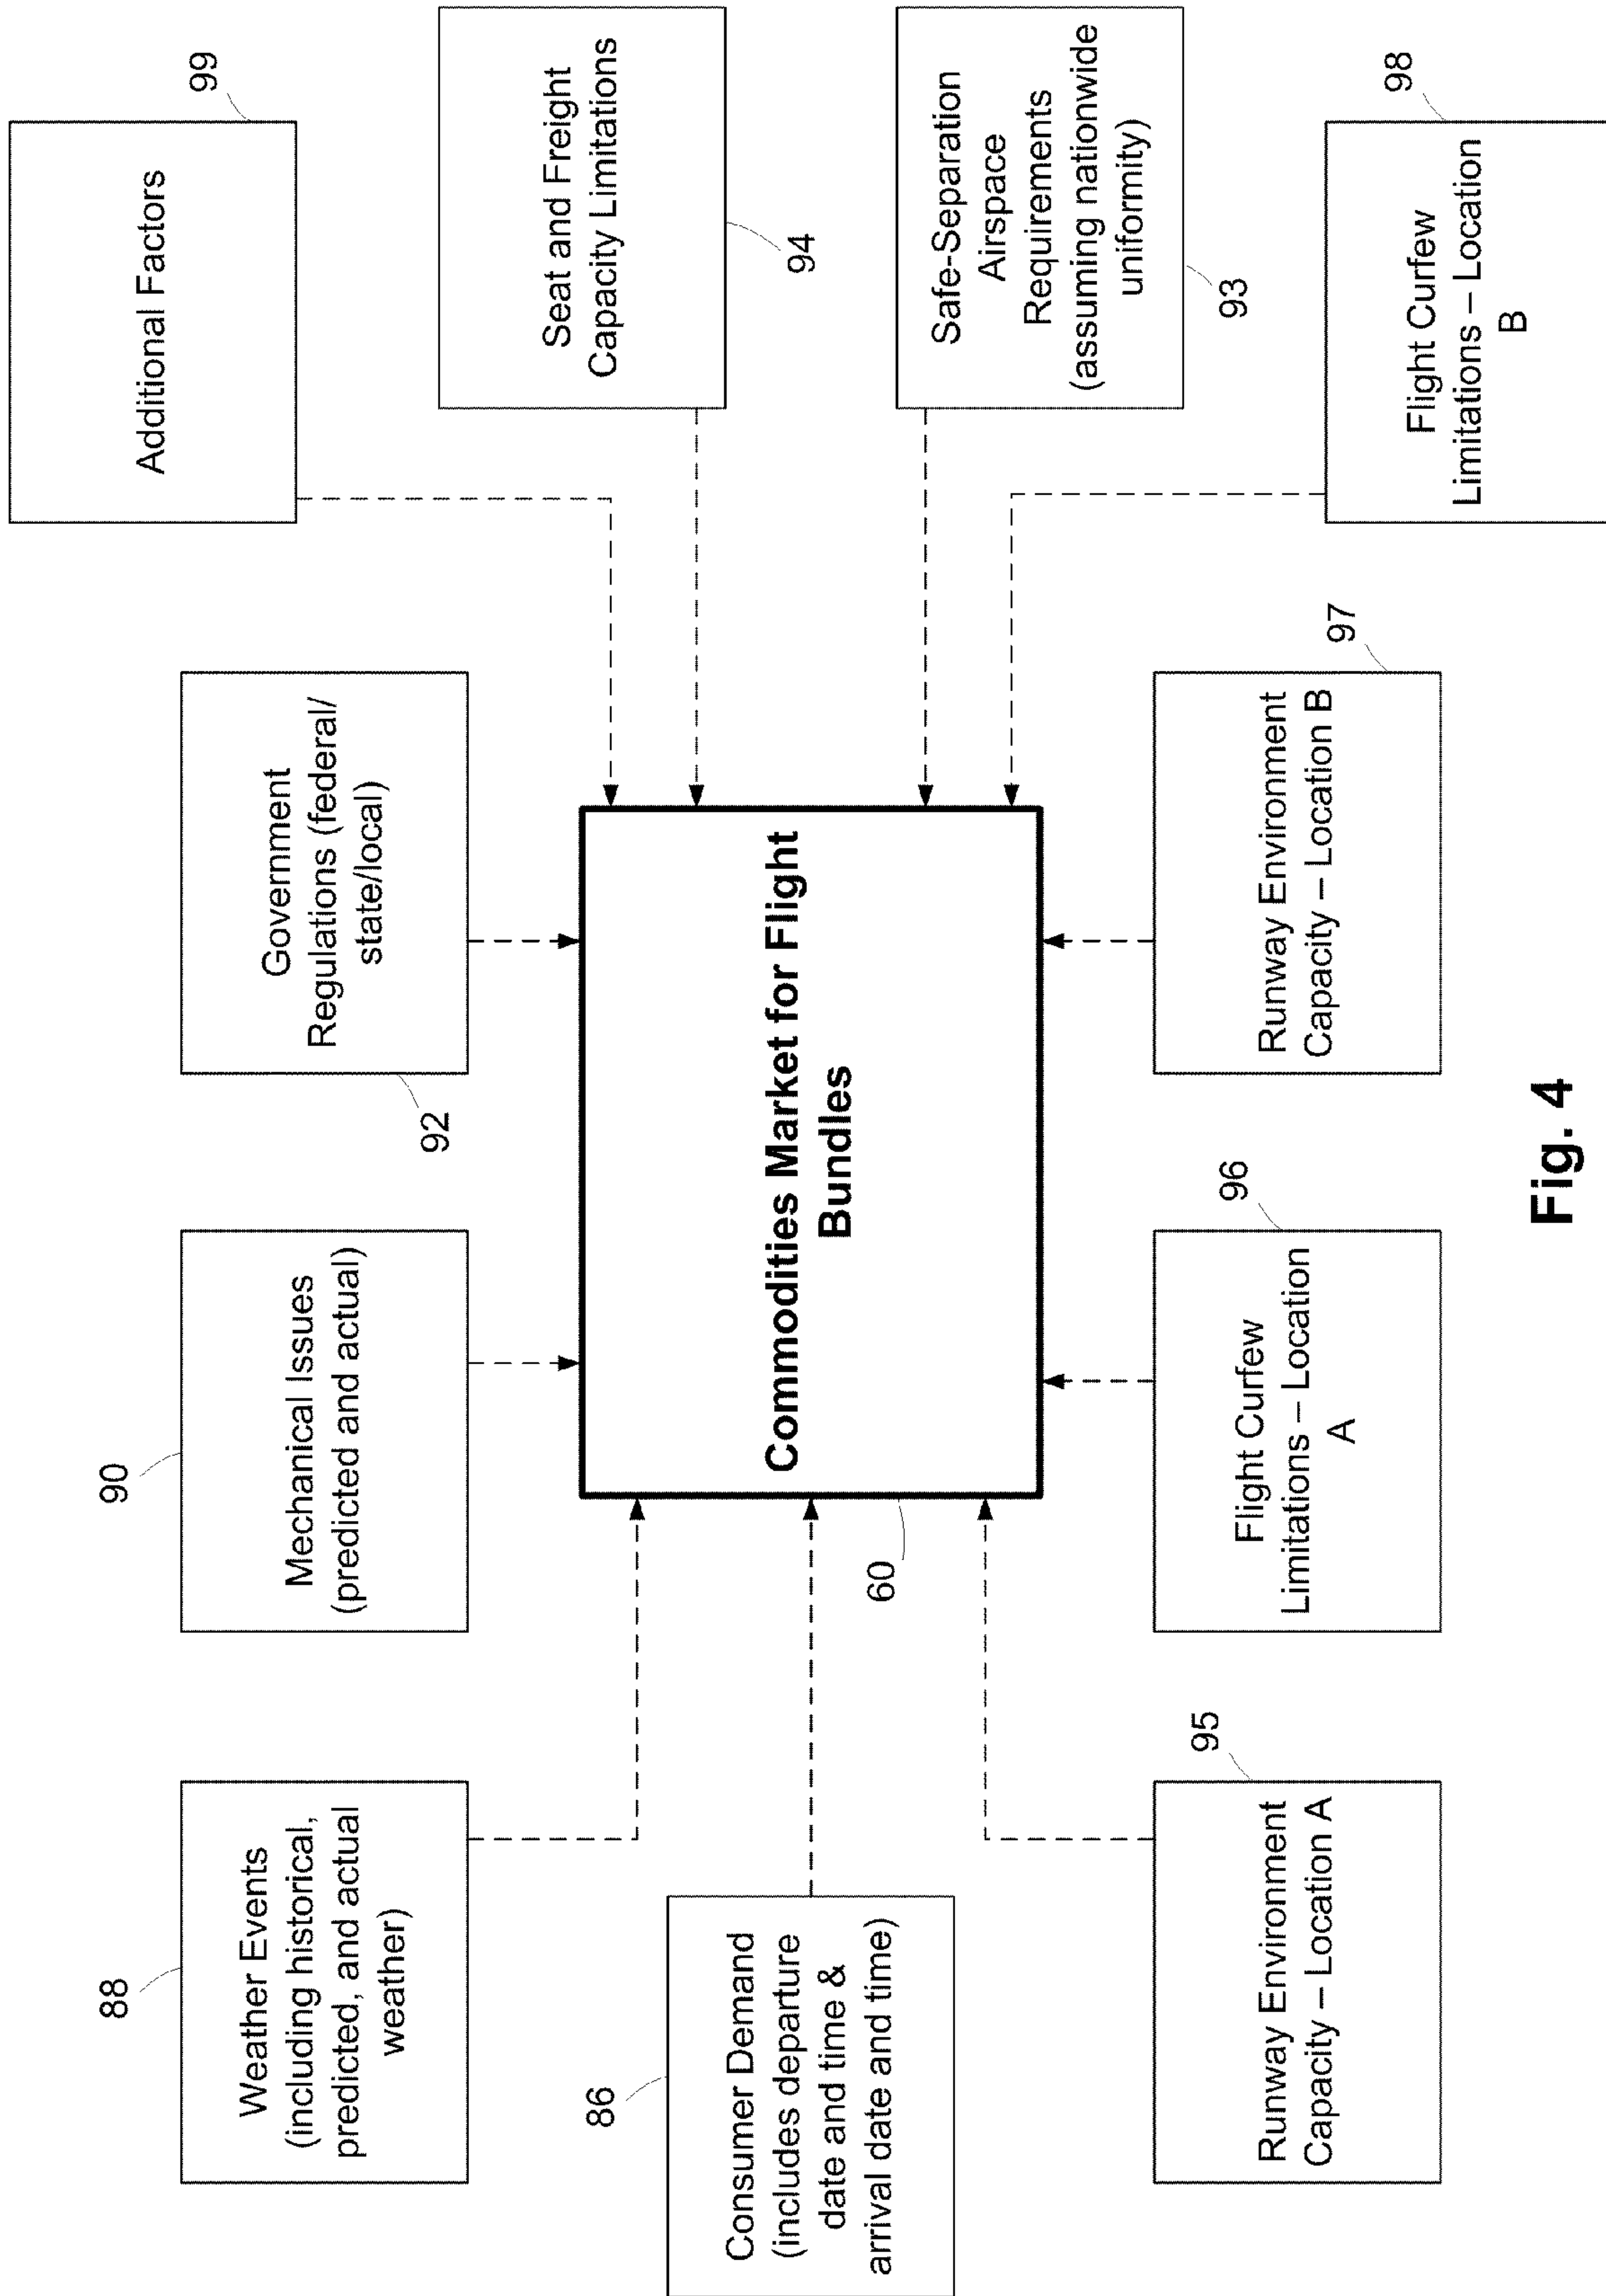 88
Weather Events
(including historical,
predicted, and actual
weather)
90
Mechanical Issues
(predicted and actual)
92
Government
Regulations (federal/
state/local)
99
Additional Factors
86
Consumer Demand
(includes departure
date and time &
arrival date and time)
60
Commodities Market for Flight
Bundles
94
Seat and Freight
Capacity Limitations
93
Safe-Separation
Airspace
Requirements
(assuming nationwide
uniformity)
95
Runway Environment
Capacity – Location A
96
Flight Curfew
Limitations – Location
A
97
Runway Environment
Capacity – Location B
98
Flight Curfew
Limitations – Location
B
Fig. 4